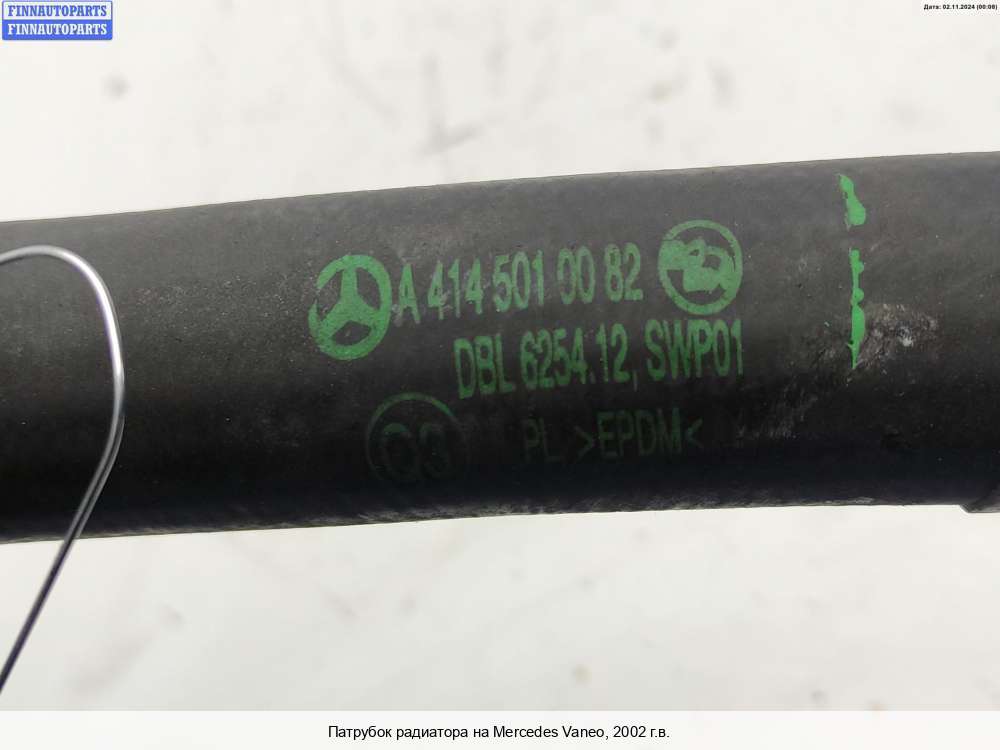 FINNAUTOPARTS
FINNAUTOPARTS
Дата: 02.11.2024 (00:08)
A 414 501 00 82
DBL 6254.12, SWP01
PL >EPDM<
Патрубок радиатора на Mercedes Vaneo, 2002 г.в.